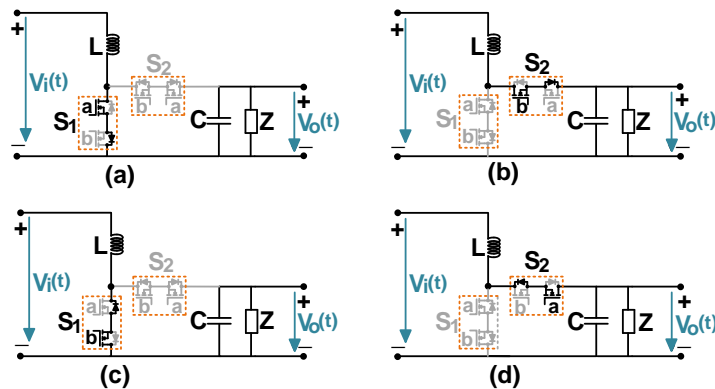 + L S2 b a + Vi(t) a S1 b C Z Vo(t) — — (a)
+ L S2 b a + Vi(t) a S1 b C Z Vo(t) — — (b)
+ L S2 b a + Vi(t) a S1 b C Z Vo(t) — — (c)
+ L S2 b a + Vi(t) a S1 b C Z Vo(t) — — (d)